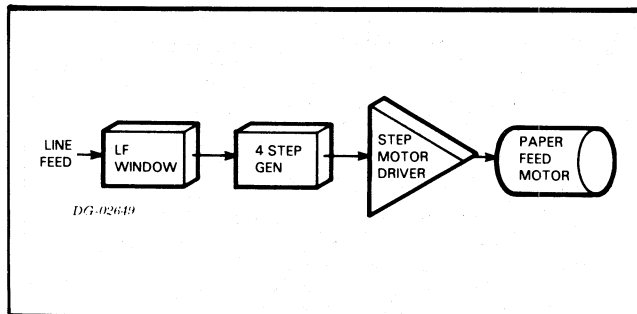 LINE
FEED
LF
WINDOW
4 STEP
GEN
STEP
MOTOR
DRIVER
PAPER
FEED
MOTOR
DG-02649